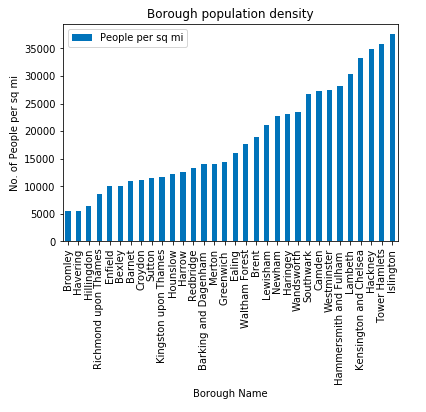 Borough population density
People per sq mi
No. of People per sq mi
35000
30000
25000
20000
15000
10000
5000
0
Bromley
Havering
Hillingdon
Richmond upon Thames
Enfield
Bexley
Barnet
Croydon
Sutton
Kingston upon Thames
Hounslow
Harrow
Redbridge
Barking and Dagenham
Merton
Greenwich
Ealing
Waltham Forest
Brent
Lewisham
Newham
Haringey
Wandsworth
Southwark
Camden
Westminster
Hammersmith and Fulham
Lambeth
Kensington and Chelsea
Hackney
Tower Hamlets
Islington
Borough Name